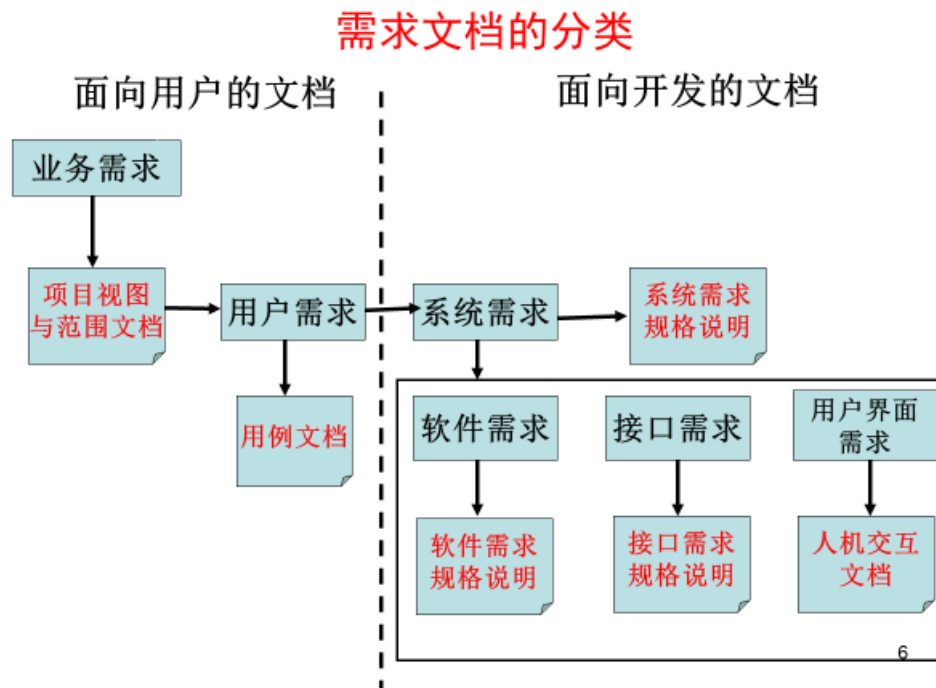 需求文档的分类
面向用户的文档
面向开发的文档
业务需求
项目视图
与范围文档
用户需求
系统需求
系统需求
规格说明
用例文档
软件需求
接口需求
用户界面
需求
软件需求
规格说明
接口需求
规格说明
人机交互
文档
6